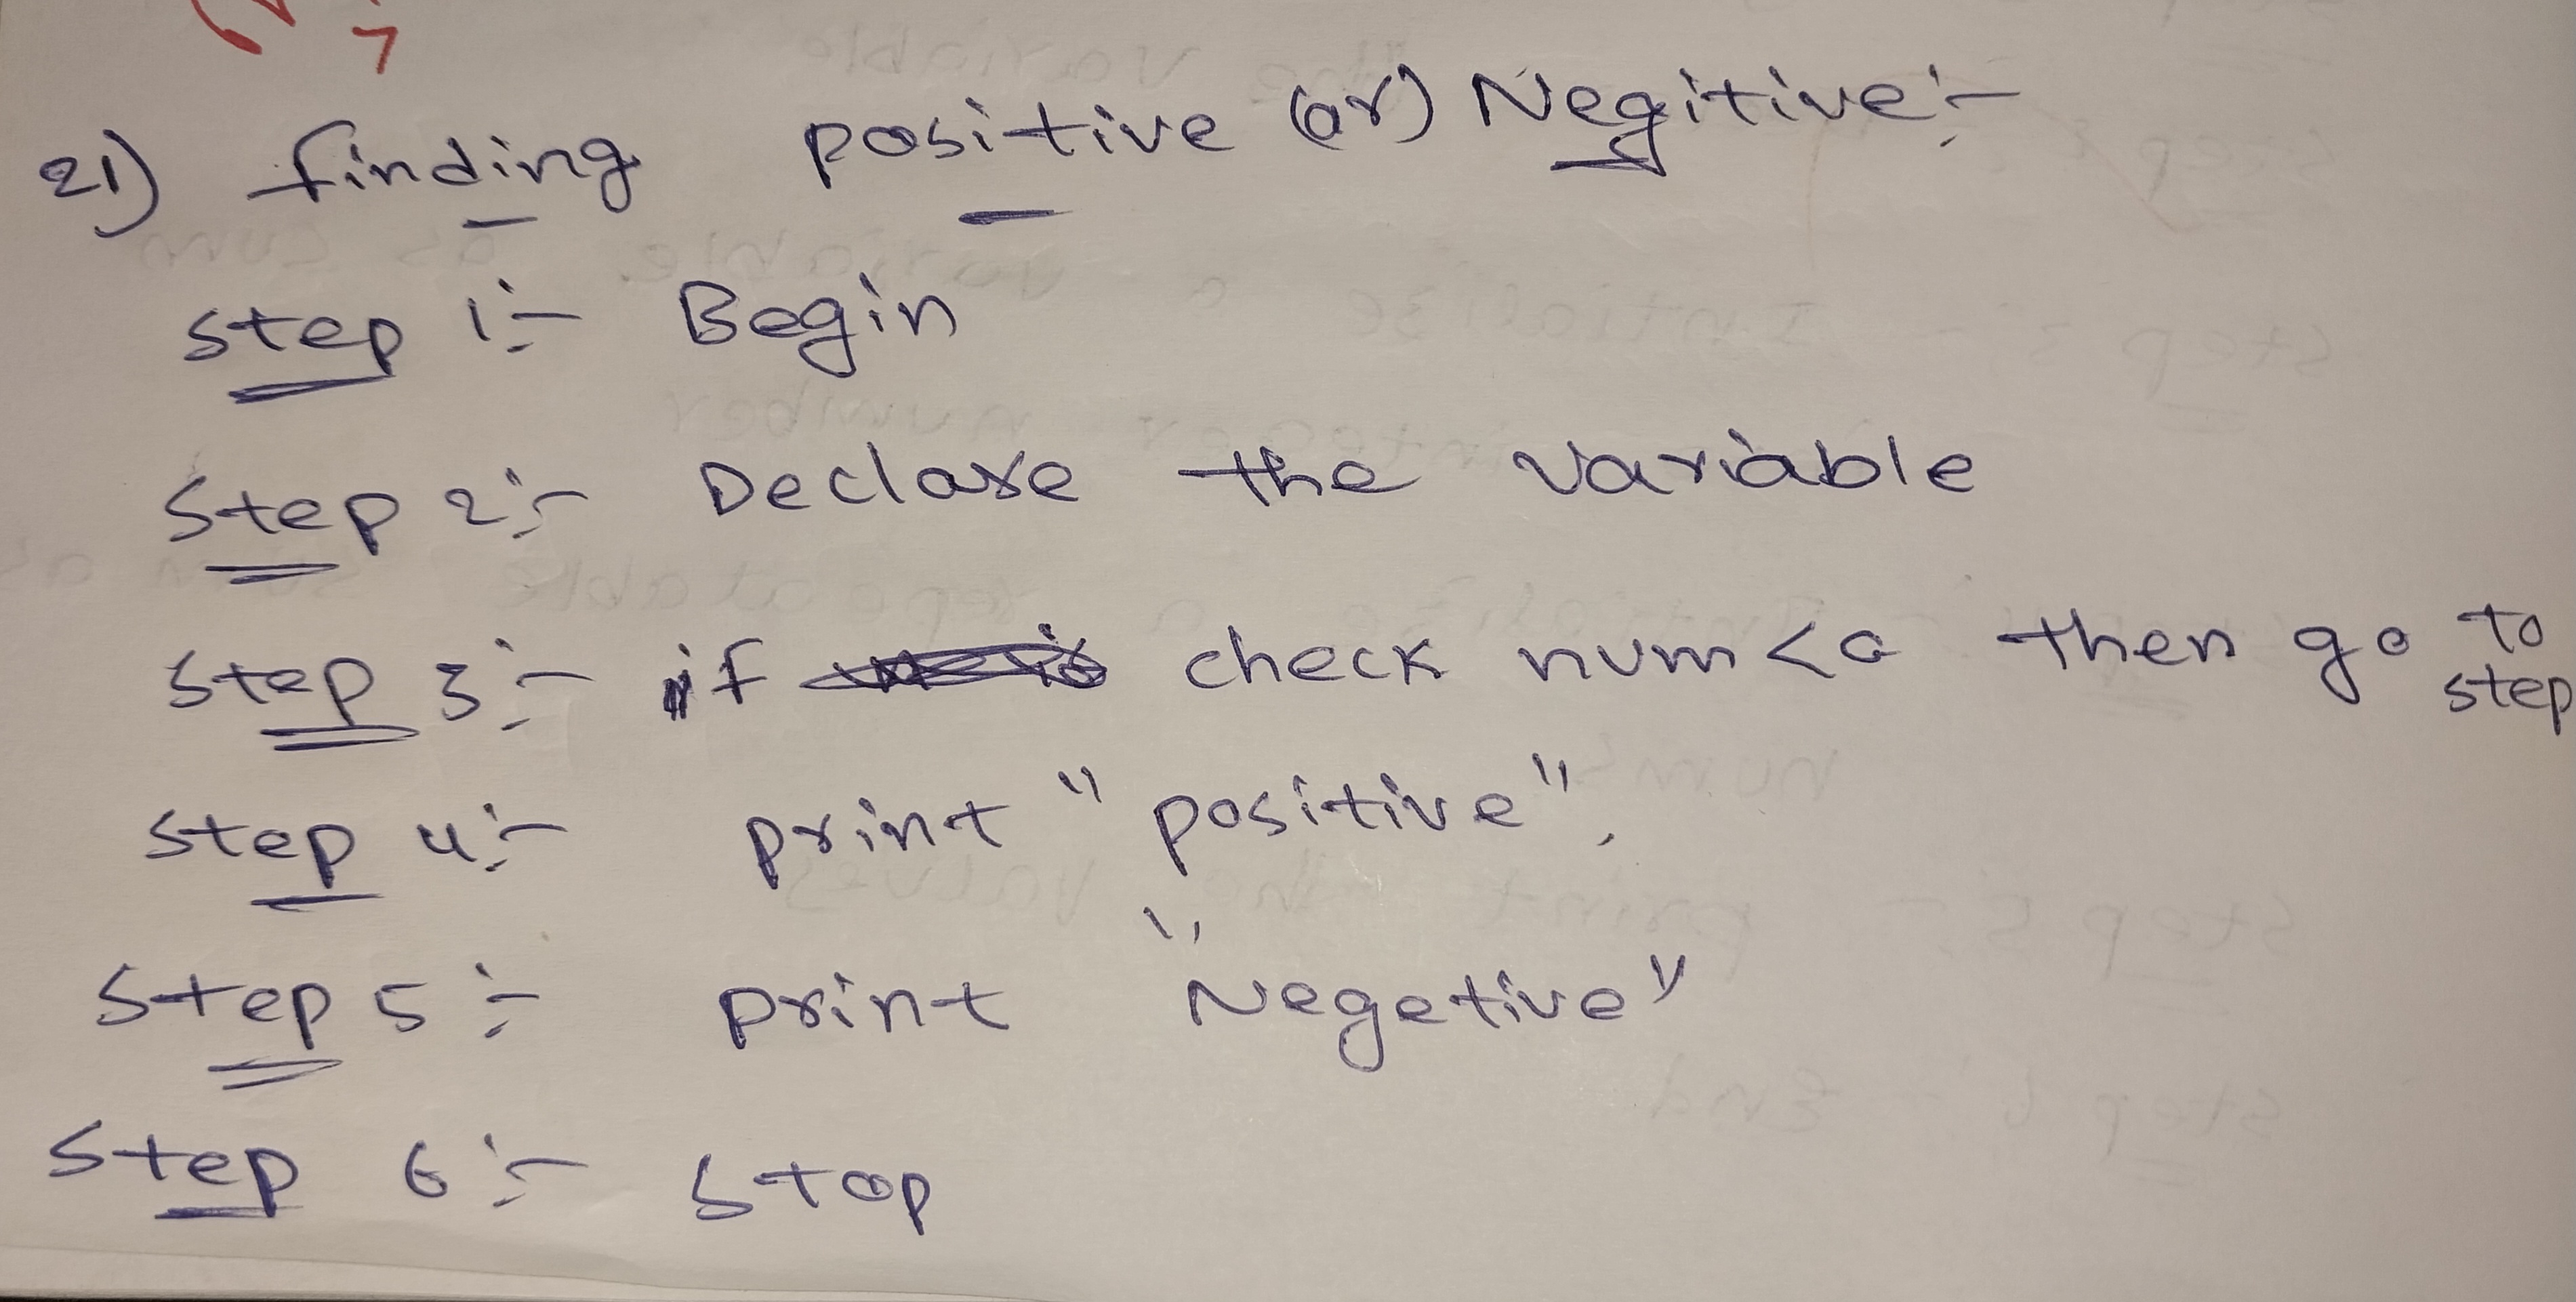 21) finding positive (or) Negitive:-
step 1:- Begin
step 2:- Declare the variable
step 3:- if check num < 0 then go to step
step 4:- print "positive",
step 5:- print "Negetive"
step 6:- stop